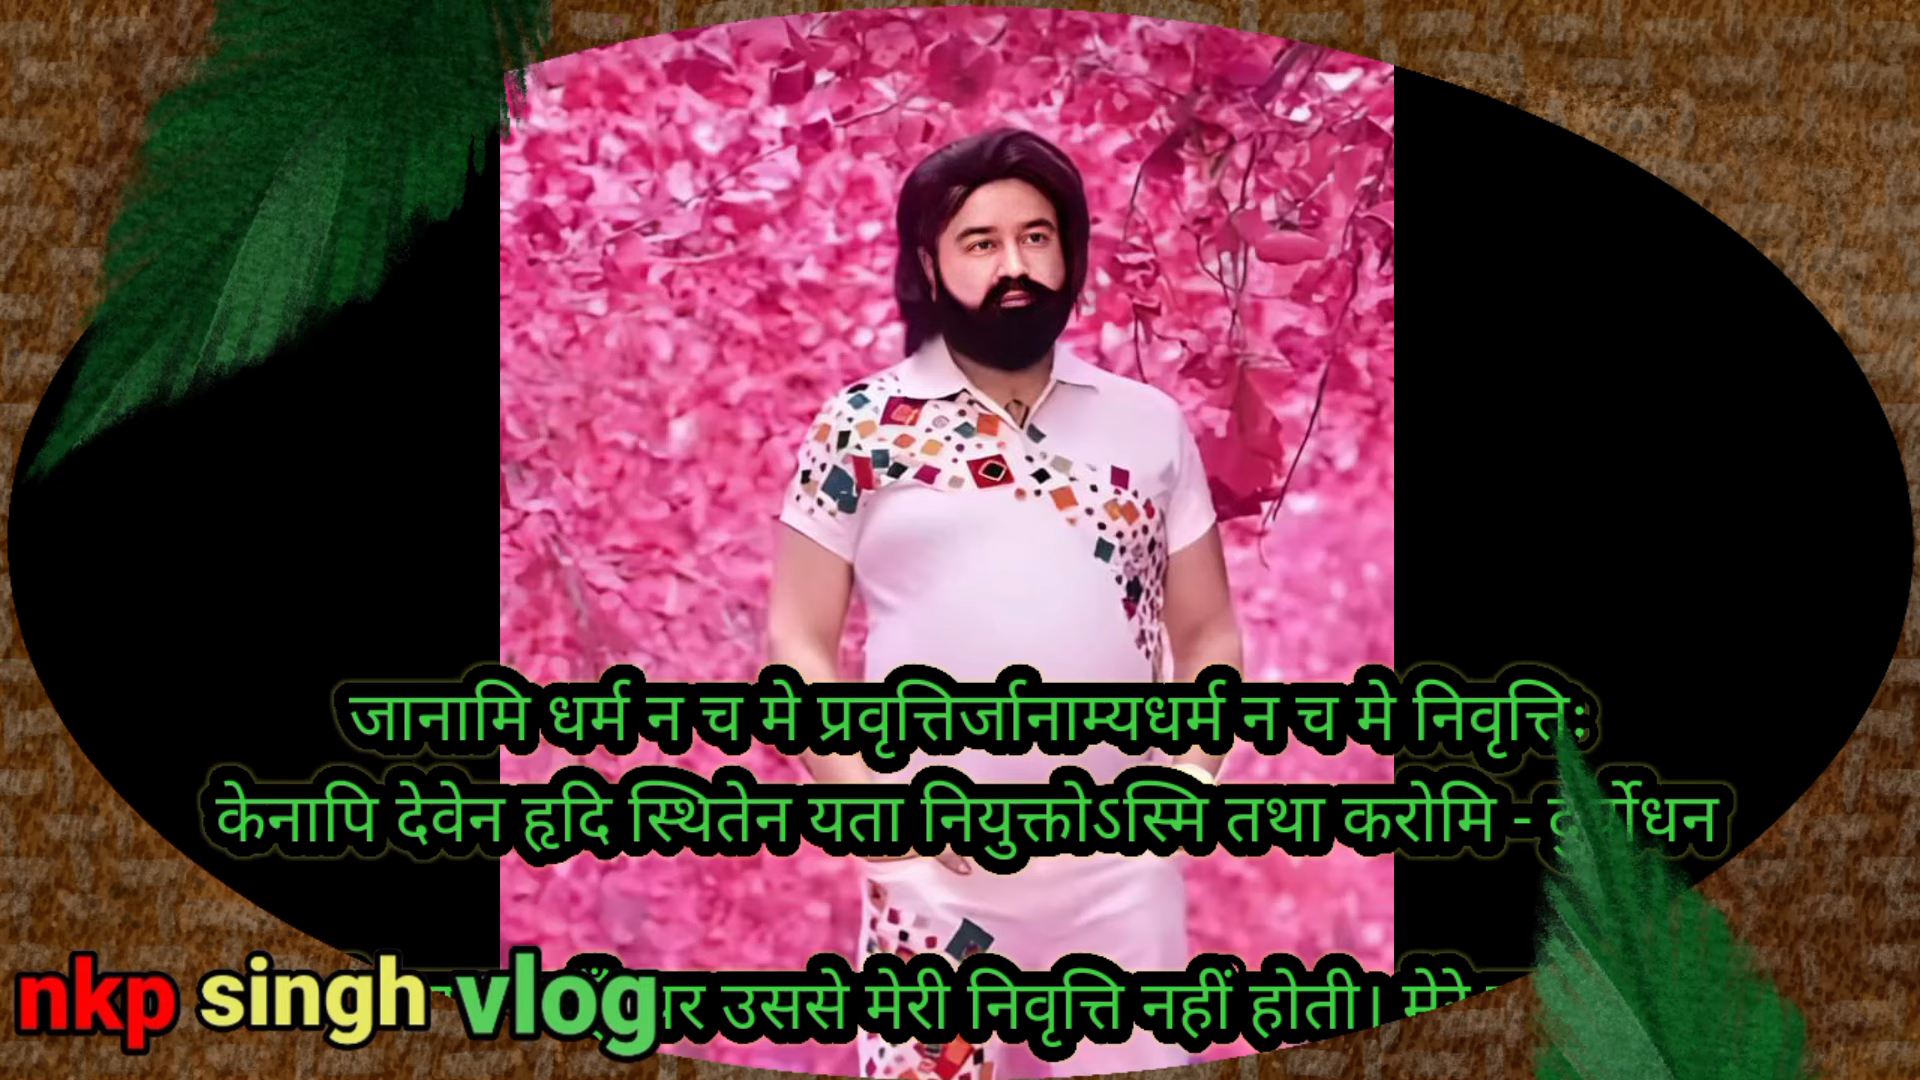 जानामि धर्म न च मे प्रवृत्तिर्जानाम्यधर्म न च मे निवृत्तिः
केनापि देवेन हृदि स्थितेन यता नियुक्तोऽस्मि तथा करोमि -
उससे मेरी निवृत्ति नहीं होती।
nkp singh vlog